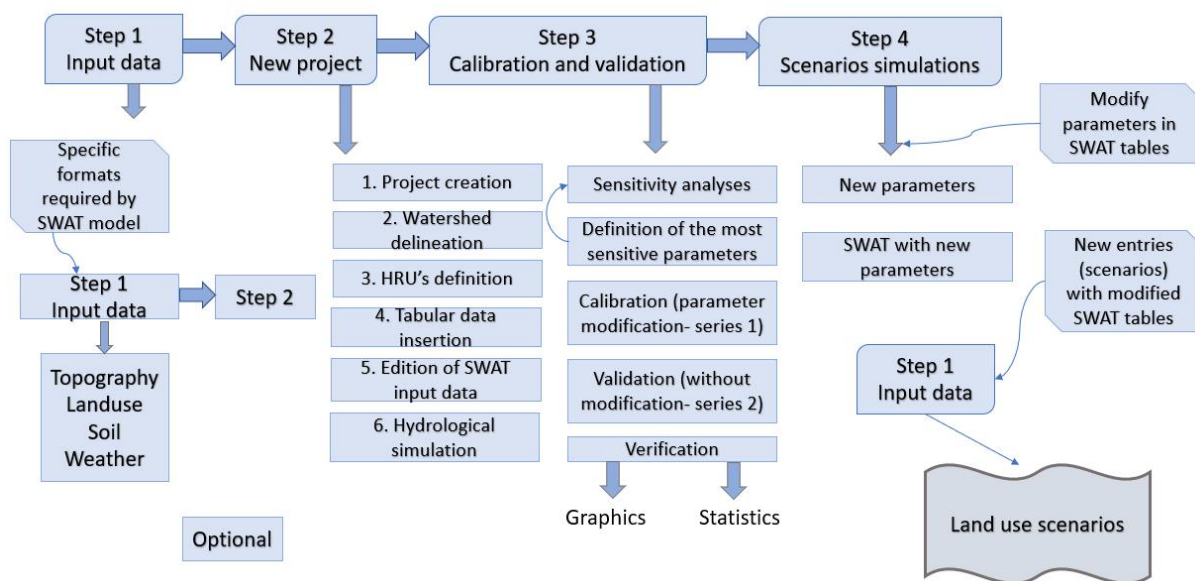 Step 1
Input data
Step 2
New project
Step 3
Calibration and validation
Step 4
Scenarios simulations
Specific
formats
required by
SWAT model
Step 1
Input data
Step 2
Topography
Landuse
Soil
Weather
Optional
1. Project creation
2. Watershed
delineation
3. HRU's definition
4. Tabular data
insertion
5. Edition of SWAT
input data
6. Hydrological
simulation
Sensitivity analyses
Definition of the most
sensitive parameters
Calibration (parameter
modification- series 1)
Validation (without
modification- series 2)
Verification
Graphics
Statistics
Modify
parameters in
SWAT tables
New parameters
SWAT with new
parameters
New entries
(scenarios)
with modified
SWAT tables
Step 1
Input data
Land use scenarios